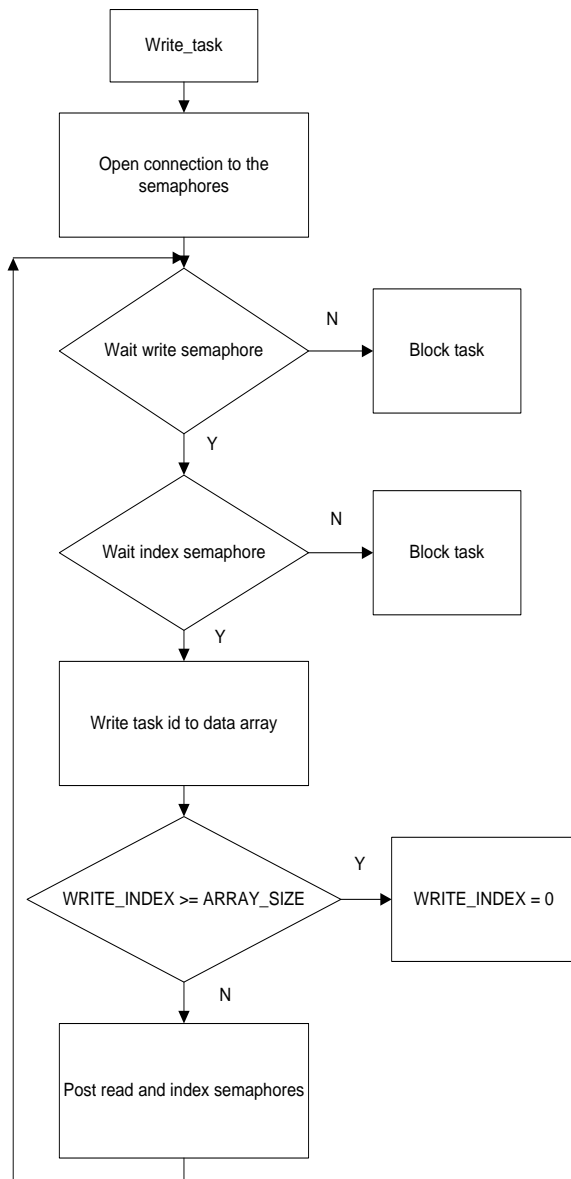 Write_task
Open connection to the
semaphores
N
Wait write semaphore
Block task
Y
N
Wait index semaphore
Block task
Y
Write task id to data array
Y
WRITE_INDEX >= ARRAY_SIZE
WRITE_INDEX = 0
N
Post read and index semaphores